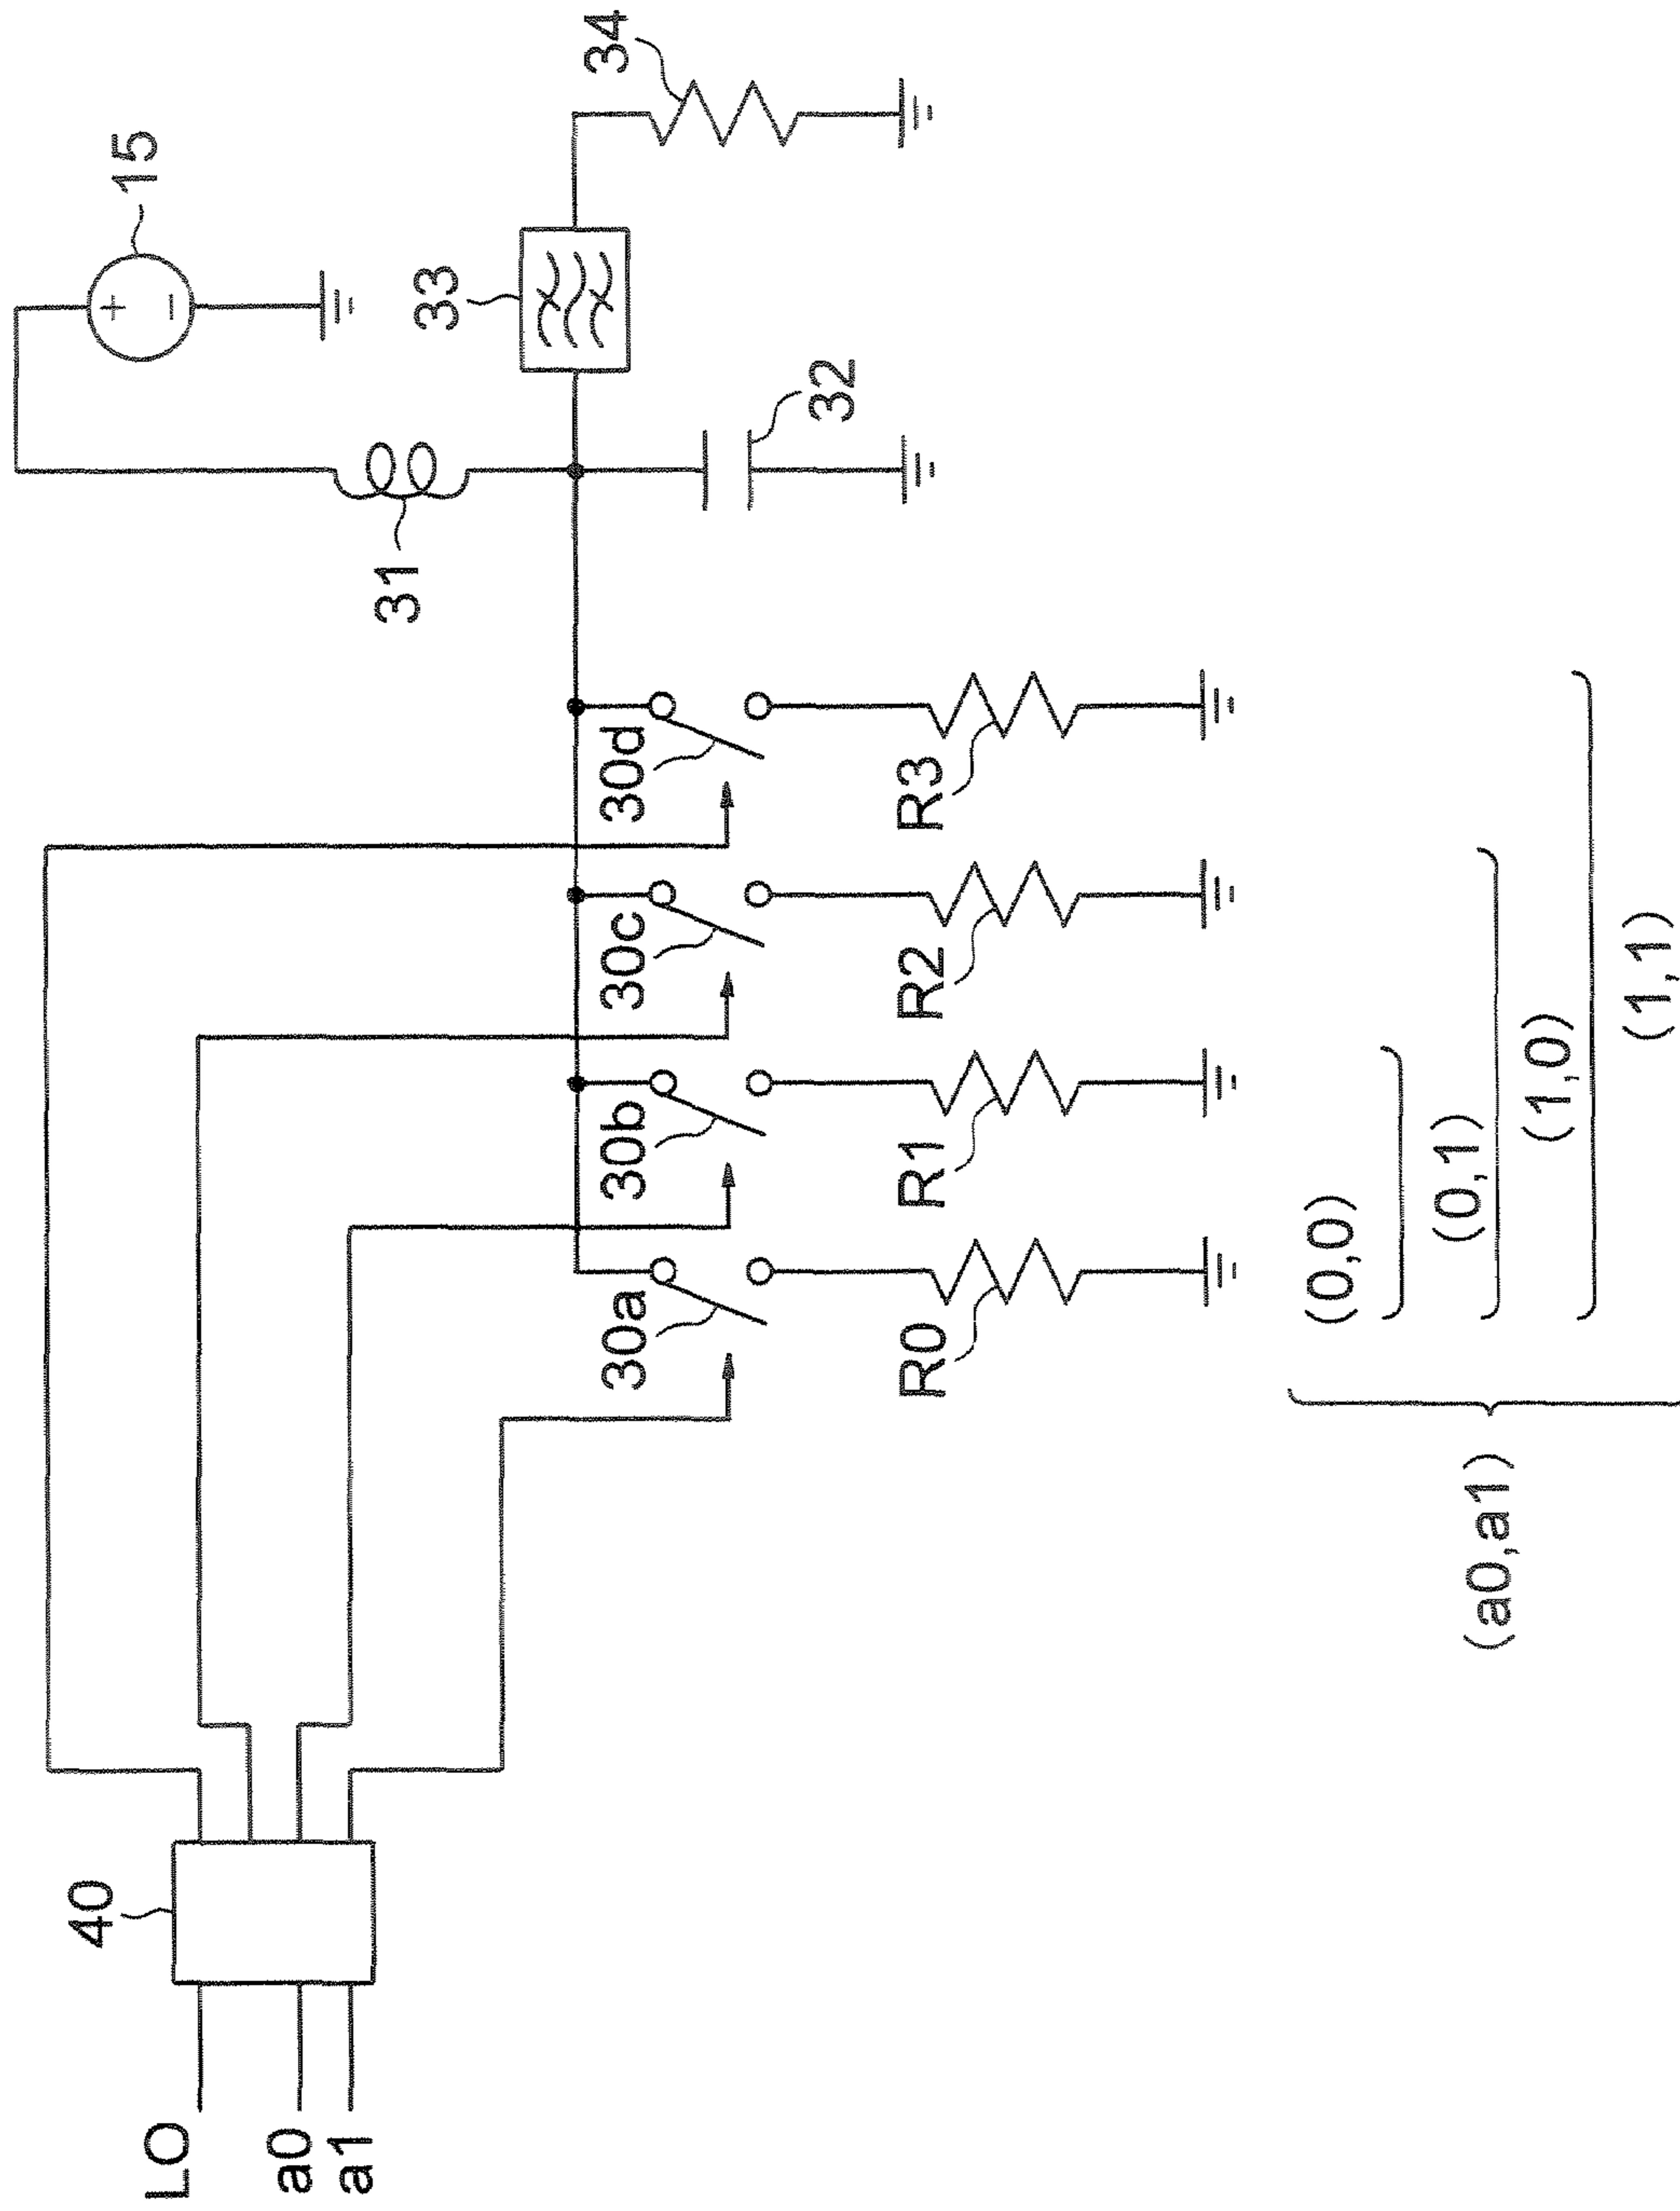 LO
a0
a1
40
15
31
33
34
32
30a
30b
30c
30d
R0
R1
R2
R3
(a0,a1)
(0,0)
(0,1)
(1,0)
(1,1)
+
−